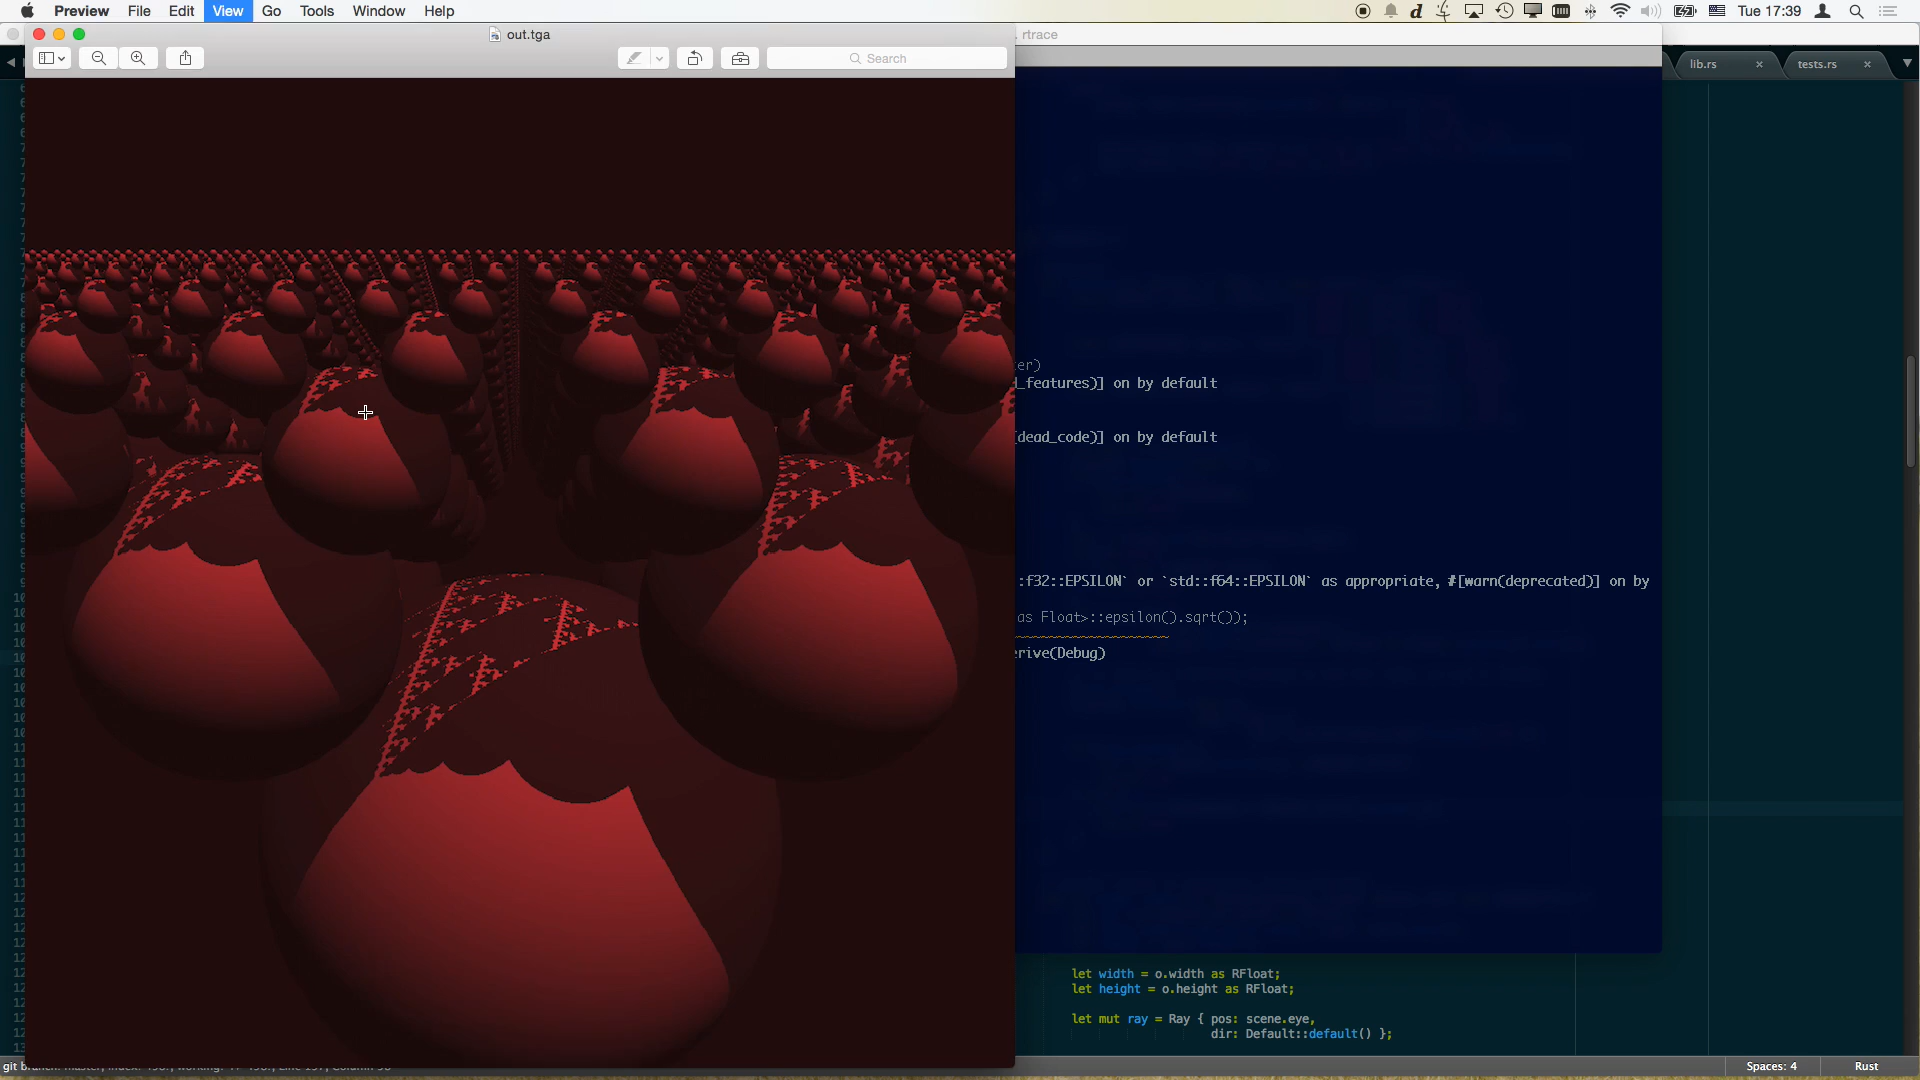 Preview File Edit View Go Tools Window Help
Tue 17:39
out.tga
rtrace
Search
lib.rs
tests.rs
_features)] on by default
[dead_code)] on by default
::f32::EPSILON` or `std::f64::EPSILON` as appropriate, #[warn(deprecated)] on by
as Float>::epsilon().sqrt());
erive(Debug)
let width = o.width as RFloat;
let height = o.height as RFloat;
let mut ray = Ray { pos: scene.eye,
dir: Default::default() };
Spaces: 4
Rust